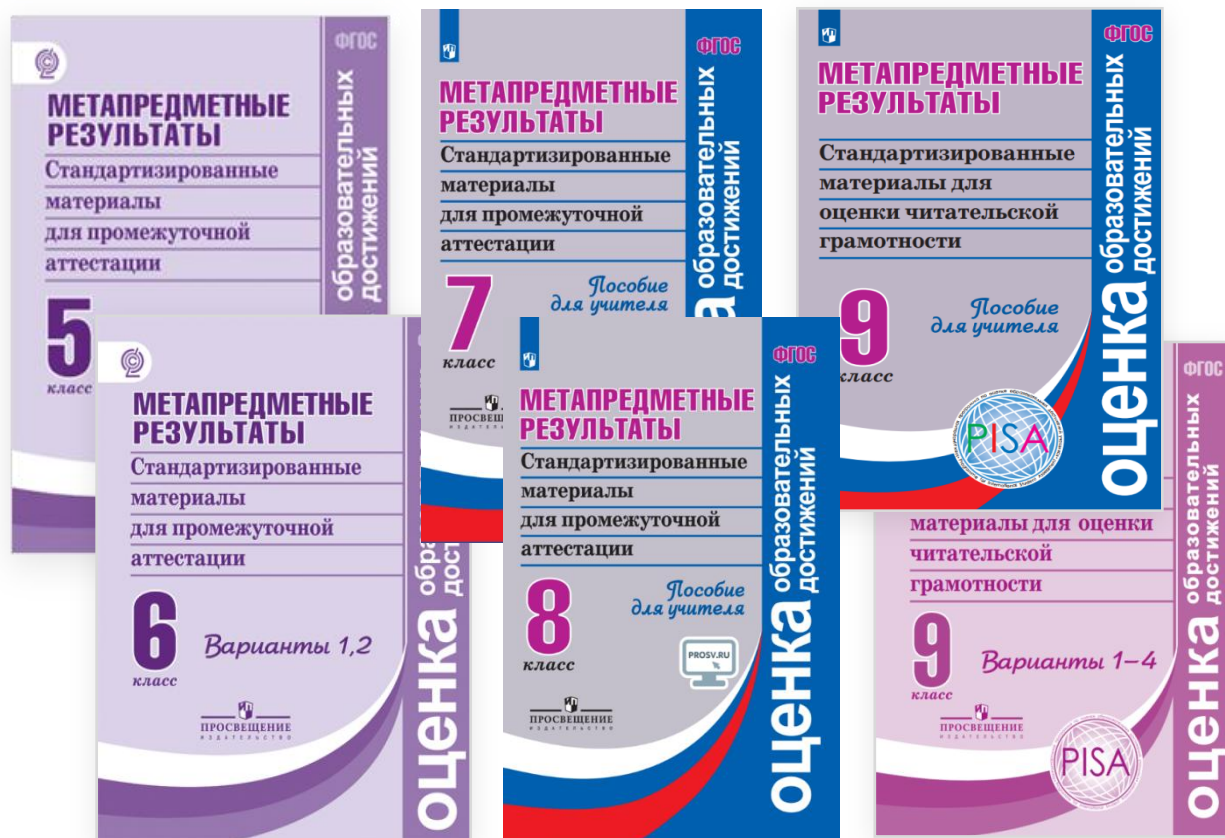 ФГОС
МЕТАПРЕДМЕТНЫЕ
РЕЗУЛЬТАТЫ
Стандартизированные
материалы
для промежуточной
аттестации
5
класс
образовательных
достижений
ФГОС
МЕТАПРЕДМЕТНЫЕ
РЕЗУЛЬТАТЫ
Стандартизированные
материалы
для промежуточной
аттестации
7
класс
Пособие
для учителя
образовательных
достижений
ФГОС
МЕТАПРЕДМЕТНЫЕ
РЕЗУЛЬТАТЫ
Стандартизированные
материалы для
оценки читательской
грамотности
9
класс
Пособие
для учителя
PISA
оценка
образовательных
достижений
МЕТАПРЕДМЕТНЫЕ
РЕЗУЛЬТАТЫ
Стандартизированные
материалы
для промежуточной
аттестации
6
класс
Варианты 1,2
ПРОСВЕЩЕНИЕ
ИЗДАТЕЛЬСТВО
оценка
ФГОС
МЕТАПРЕДМЕТНЫЕ
РЕЗУЛЬТАТЫ
Стандартизированные
материалы
для промежуточной
аттестации
8
класс
Пособие
для учителя
PROSV.RU
ПРОСВЕЩЕНИЕ
ИЗДАТЕЛЬСТВО
оценка
образовательных
достижений
ФГОС
материалы для оценки
читательской
грамотности
9
класс
Варианты 1–4
ПРОСВЕЩЕНИЕ
ИЗДАТЕЛЬСТВО
PISA
оценка
образовательных
достижений